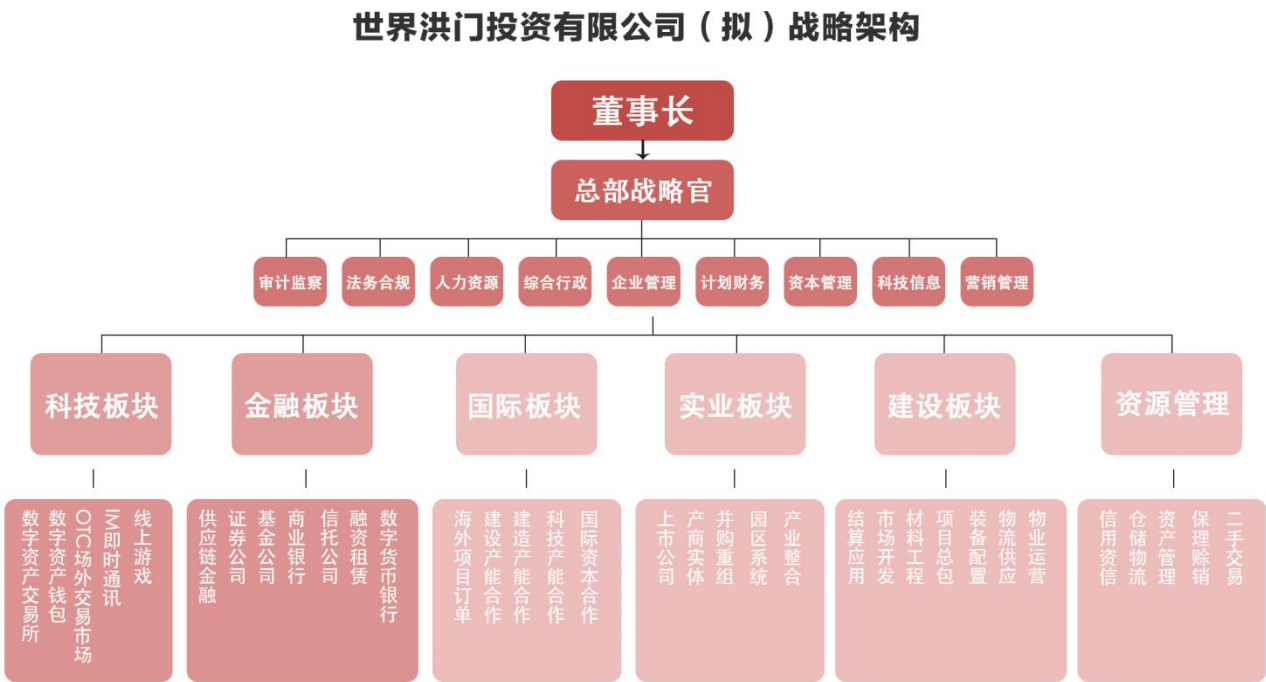 世界洪门投资有限公司（拟）战略架构
董事长
总部战略官
审计监察
法务合规
人力资源
综合行政
企业管理
计划财务
资本管理
科技信息
营销管理
科技板块
金融板块
国际板块
实业板块
建设板块
资源管理
数字资产交易所
数字资产钱包
OTC场外交易市场
IM即时通讯
线上游戏
供应链金融
证券公司
基金公司
商业银行
信托公司
融资租赁
数字货币银行
海外项目订单
建设产能合作
建造产能合作
科技产能合作
国际资本合作
上市公司
产商实体
并购重组
园区系统
产业整合
结算应用
市场开发
材料工程
项目总包
装备配置
物流供应
物业运营
信用资信
仓储物流
资产管理
保理赊销
二手交易